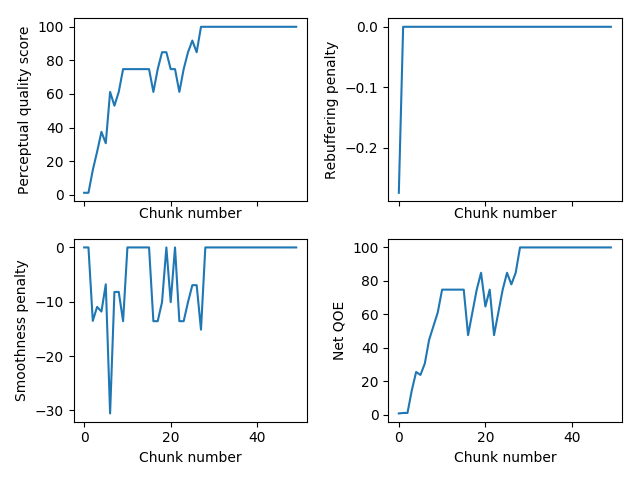 Perceptual quality score
100
80
60
40
20
0
Chunk number
Rebuffering penalty
0.0
−0.1
−0.2
Chunk number
Smoothness penalty
0
−10
−20
−30
0 20 40
Chunk number
Net QOE
100
80
60
40
20
0
0 20 40
Chunk number